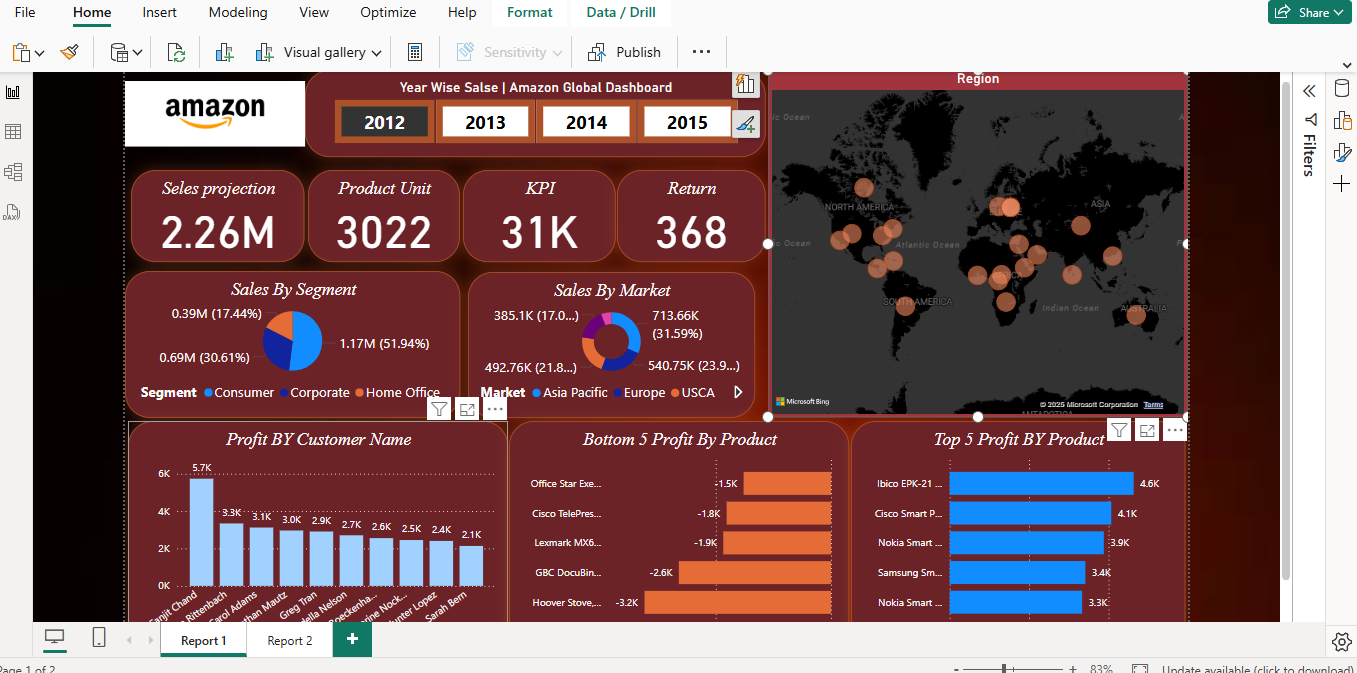 File Home Insert Modeling View Optimize Help Format Data / Drill Share
Visual gallery Sensitivity Publish ...
amazon
Year Wise Salse | Amazon Global Dashboard
2012 2013 2014 2015
Seles projection
2.26M
Product Unit
3022
KPI
31K
Return
368
Region
NORTH AMERICA
ASIA
Atlantic Ocean
SOUTH AMERICA
Indian Ocean
AUSTRALIA
Microsoft Bing
© 2025 Microsoft Corporation Terms
ANTARCTICA
Filters
DAX
Sales By Segment
0.39M (17.44%)
1.17M (51.94%)
0.69M (30.61%)
Segment Consumer Corporate Home Office
Sales By Market
385.1K (17.0...)
713.66K
(31.59%)
492.76K (21.8...)
540.75K (23.9...)
Market Asia Pacific Europe USCA
Profit BY Customer Name
6K
4K
2K
0K
5.7K 3.3K 3.1K 3.0K 2.9K 2.7K 2.6K 2.5K 2.4K 2.1K
Sanjit Chand
Rittenbach
Carol Adams
Greg Tran
Nelson
Hunter Lopez
Sarah Bern
Bottom 5 Profit By Product
Office Star Exe... -1.5K
Cisco TelePres... -1.8K
Lexmark MX6... -1.9K
GBC DocuBin... -2.6K
Hoover Stove,... -3.2K
Top 5 Profit BY Product
Ibico EPK-21 ... 4.6K
Cisco Smart P... 4.1K
Nokia Smart ... 3.9K
Samsung Sm... 3.4K
Nokia Smart ... 3.3K
Report 1 Report 2 +
Page 1 of 2
- + 83% Update available (click to download)